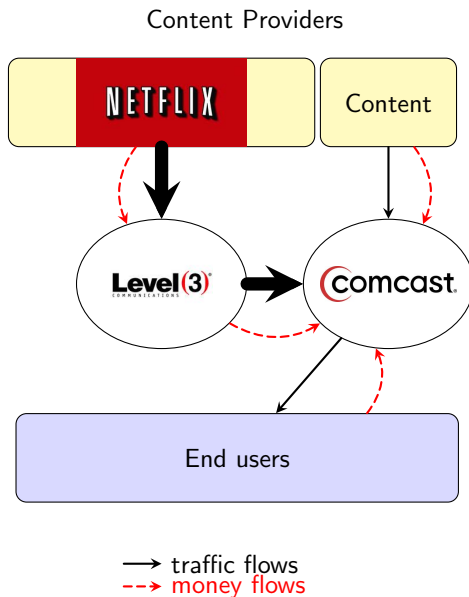 Content Providers
NETFLIX
Content
Level(3)®
COMMUNICATIONS
comcast.
End users
traffic flows
money flows